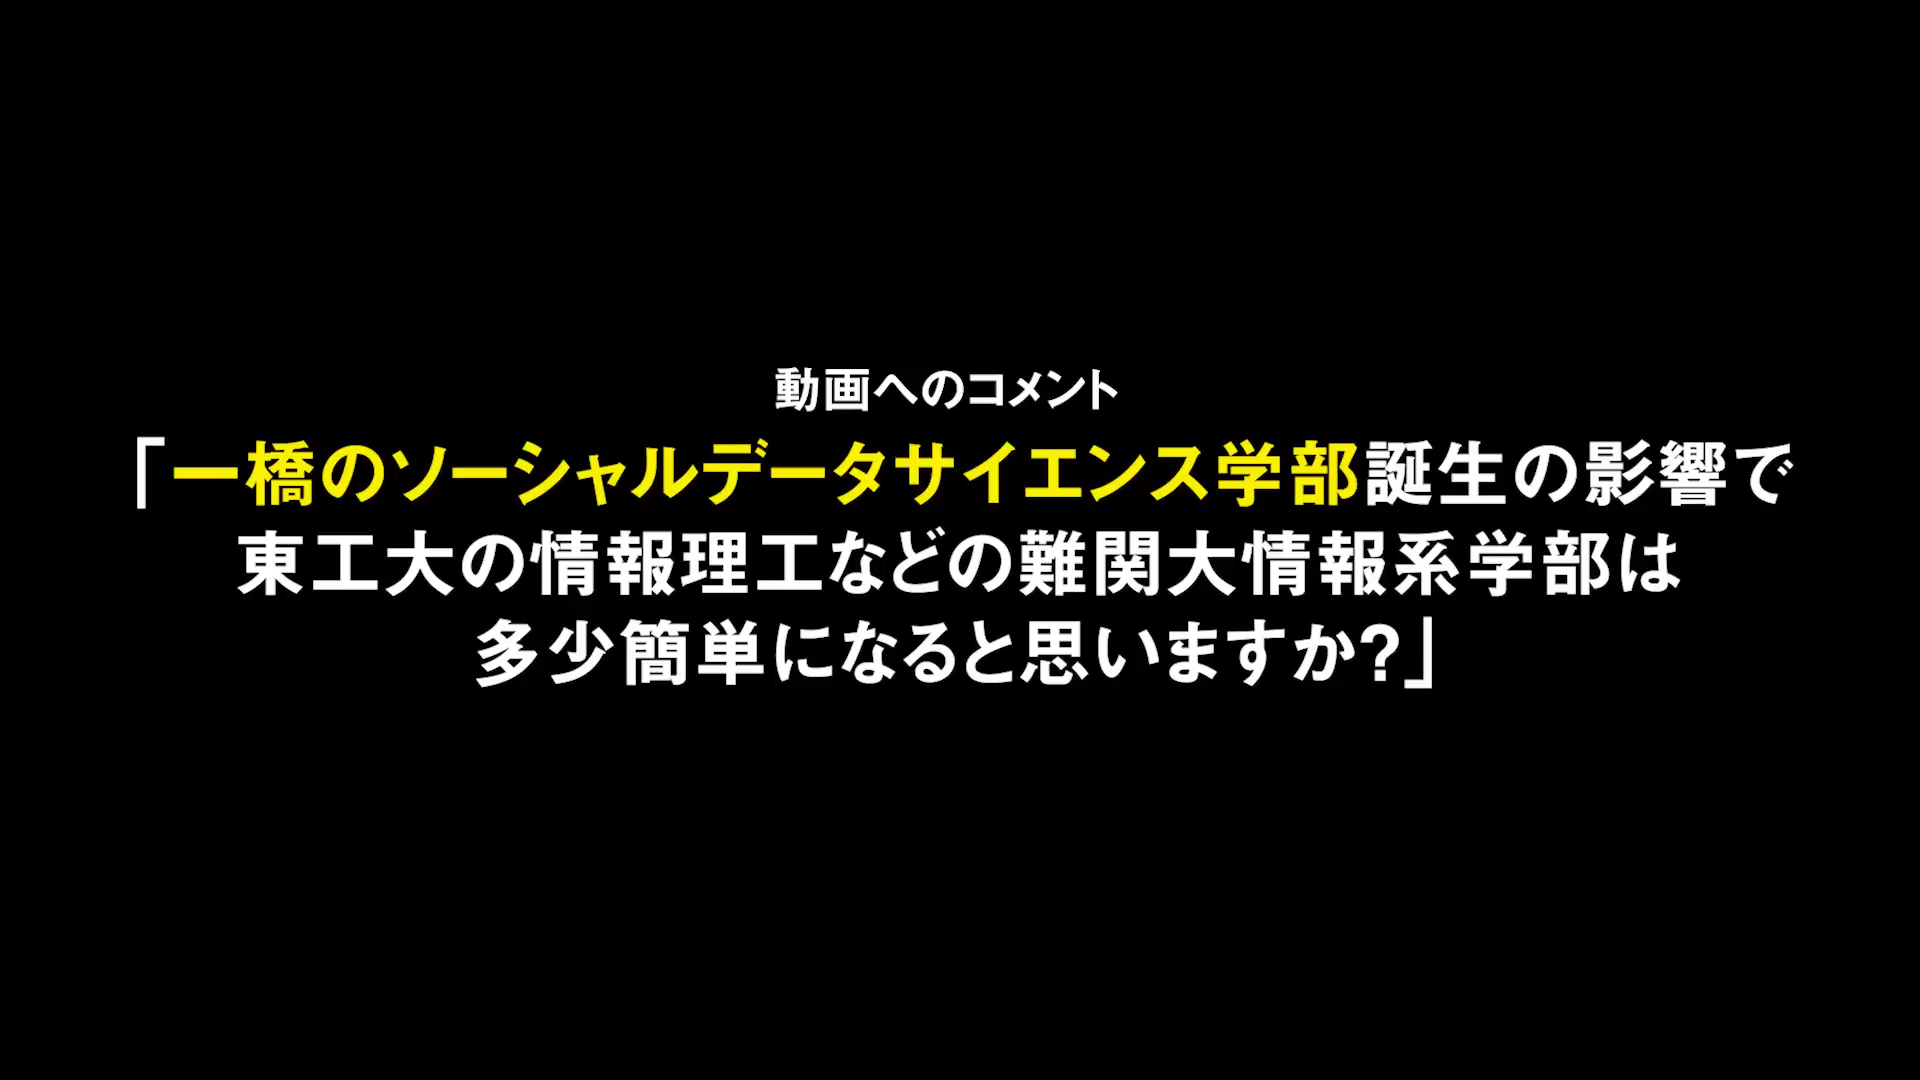 動画へのコメント
「一橋のソーシャルデータサイエンス学部誕生の影響で
東工大の情報理工などの難関大情報系学部は
多少簡単になると思いますか?」